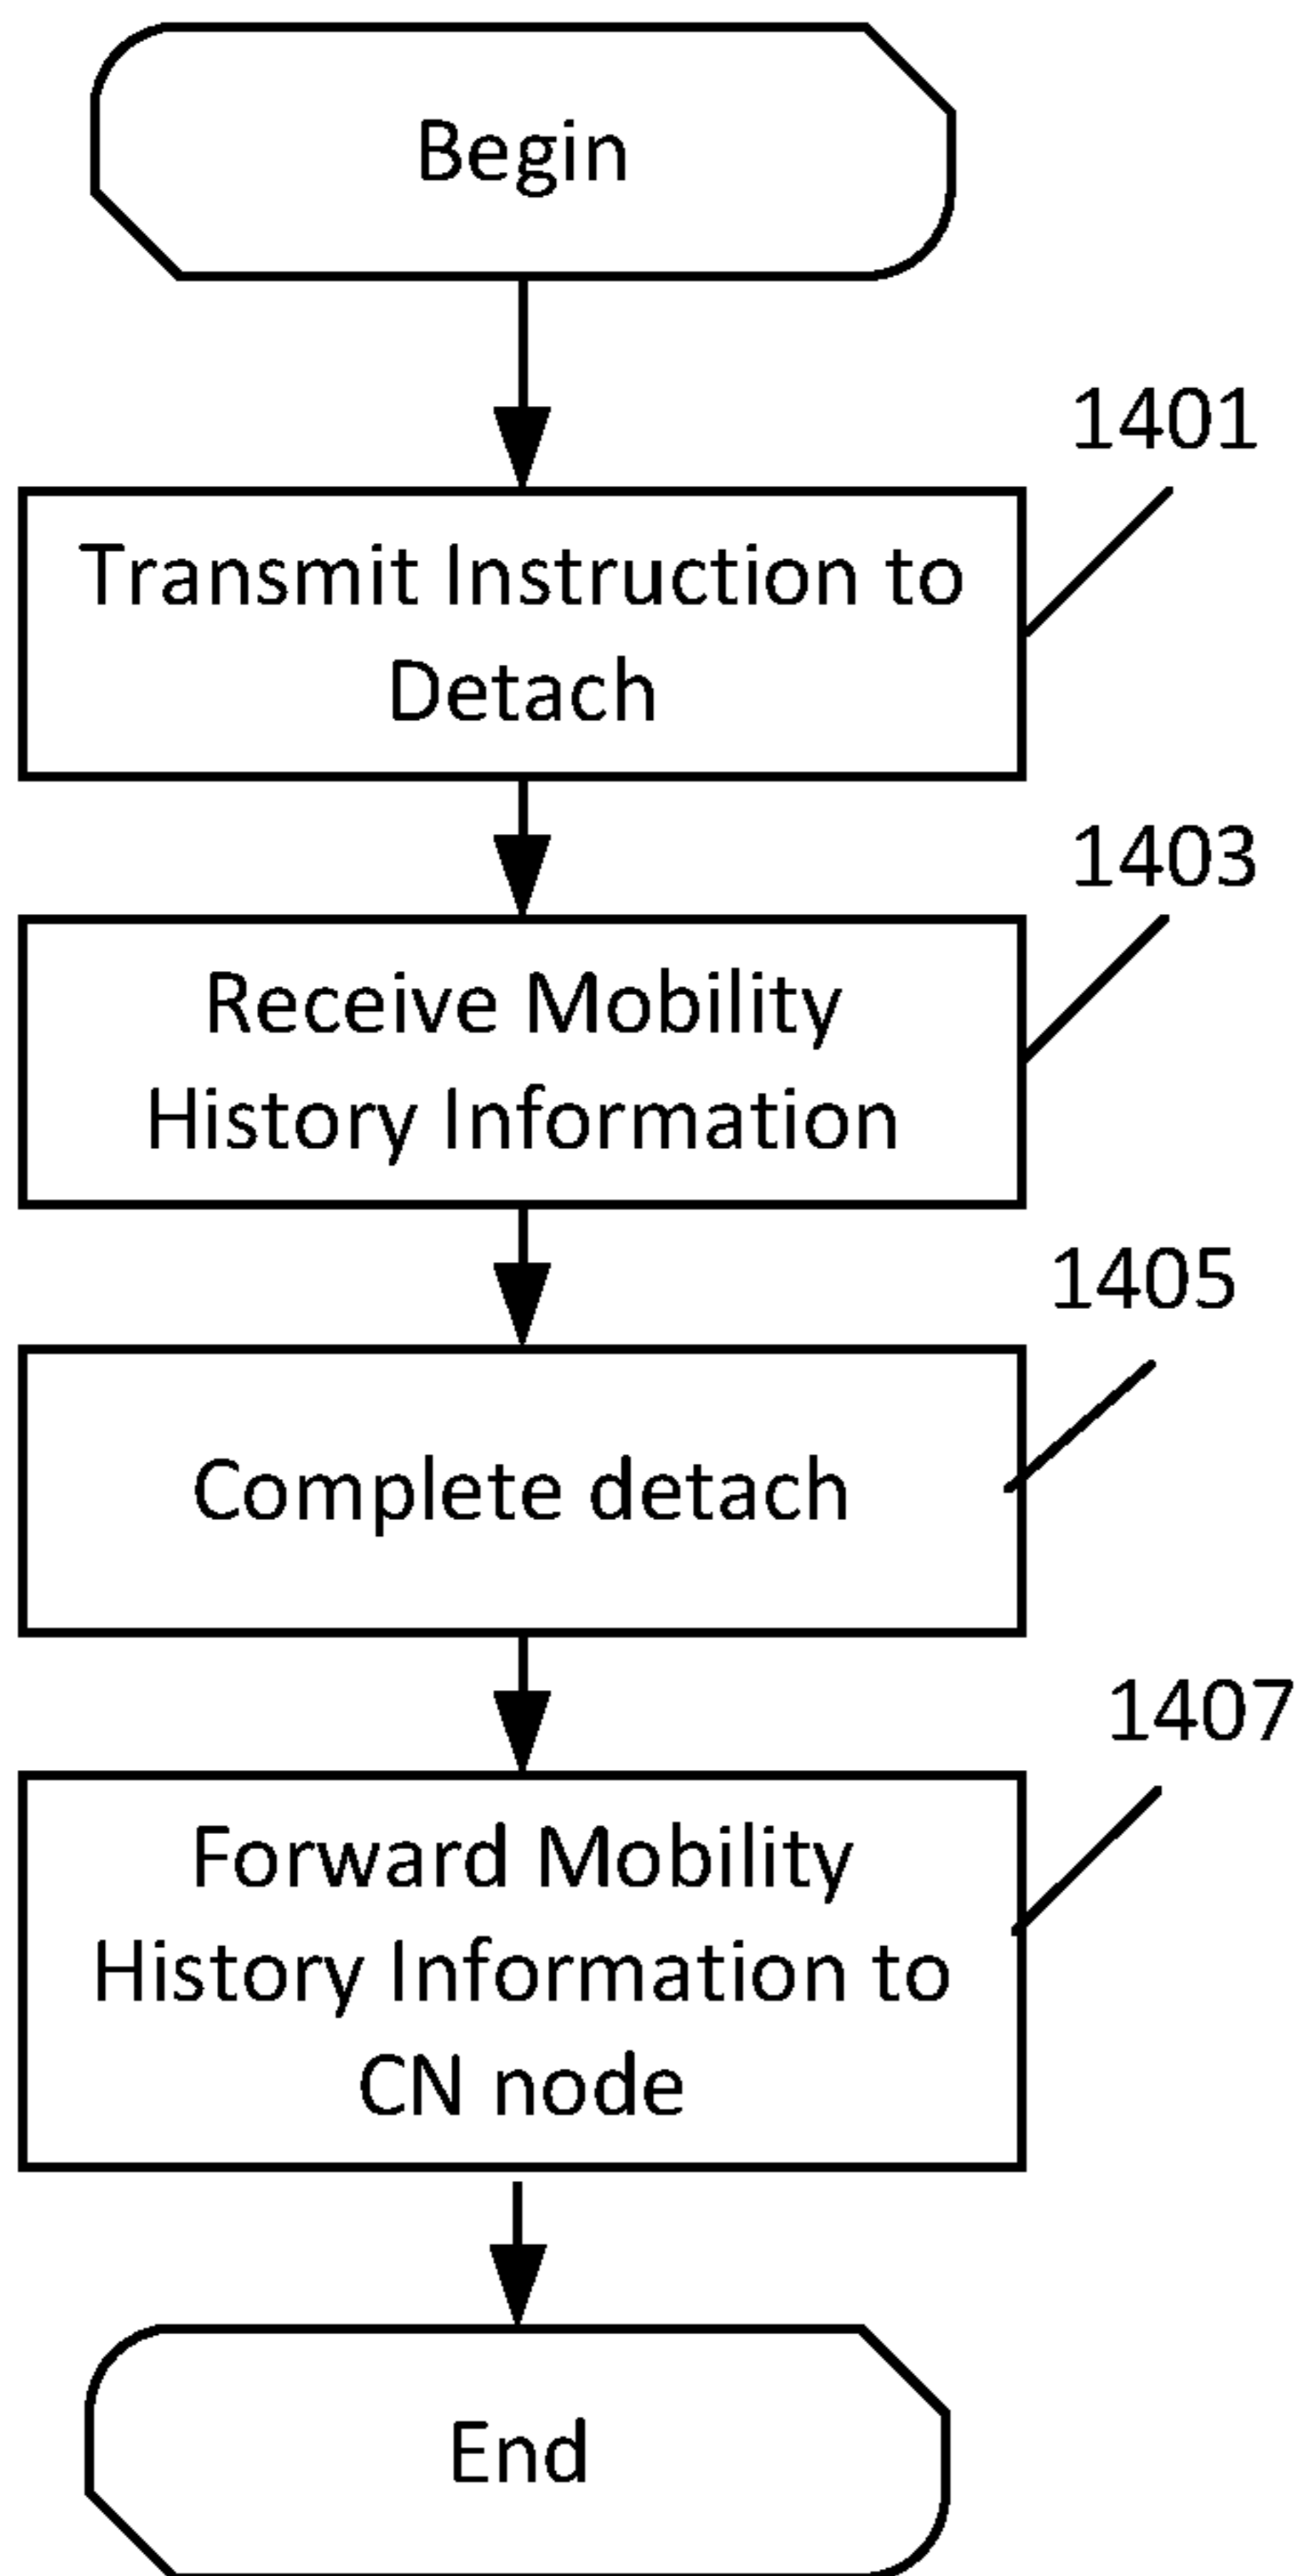 Begin
1401
Transmit Instruction to
Detach
1403
Receive Mobility
History Information
1405
Complete detach
1407
Forward Mobility
History Information to
CN node
End